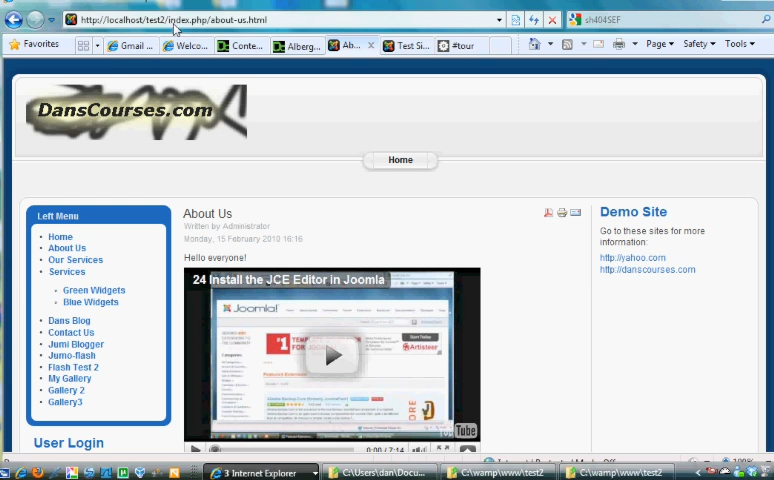 http://localhost/test2/index.php/about-us.html
sh404SEF
Favorites
Gmail ...
Welco...
Conte...
Alberg...
Ab...
Test Si...
#tour
Page
Safety
Tools
DansCourses.com
Home
Left Menu
Home
About Us
Our Services
Services
Green Widgets
Blue Widgets
Dans Blog
Contact Us
Jumi Blogger
Jumo-flash
Flash Test 2
My Gallery
Gallery 2
Gallery3
User Login
About Us
Written by Administrator
Monday, 15 February 2010 16:16
Hello everyone!
24 Install the JCE Editor in Joomla
Joomla!
0:00 / 7:14
Demo Site
Go to these sites for more
information:
http://yahoo.com
http://danscourses.com
3 Internet Explorer
C:\Users\dan\Docu...
C:\wamp\www\test2
C:\wamp\www\test2